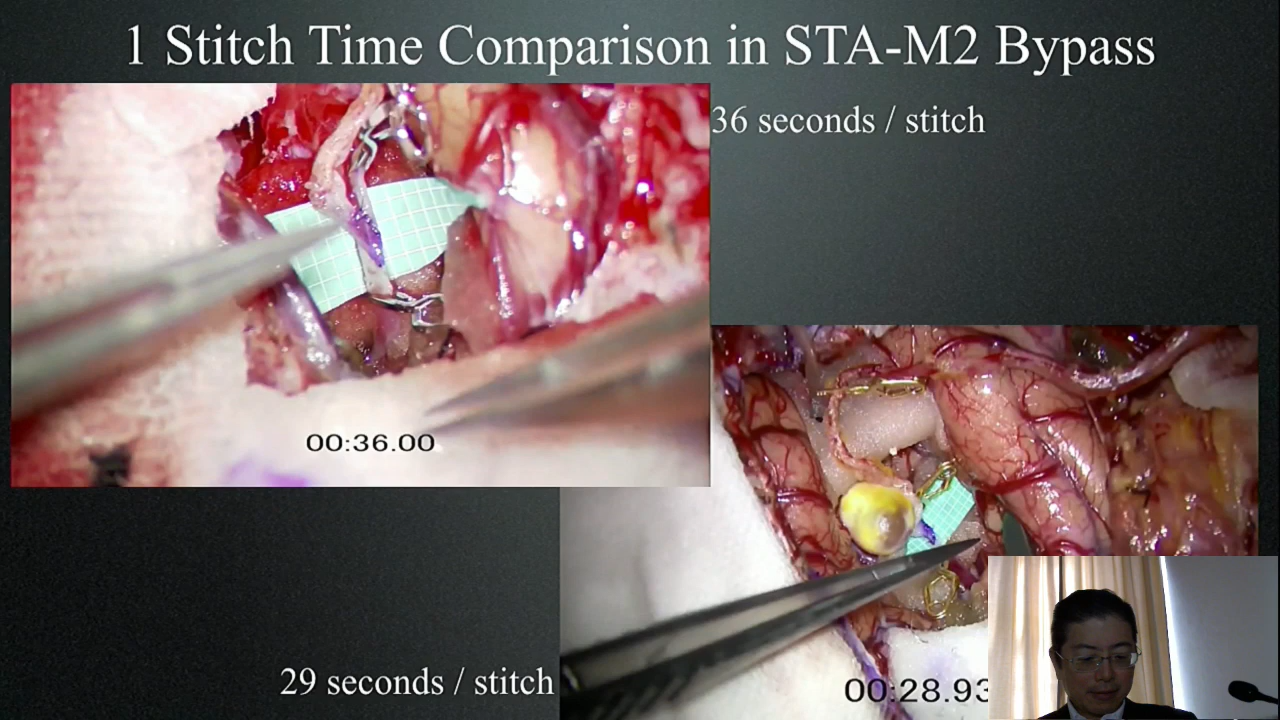 1 Stitch Time Comparison in STA-M2 Bypass
36 seconds / stitch
00:36.00
29 seconds / stitch
00:28.93